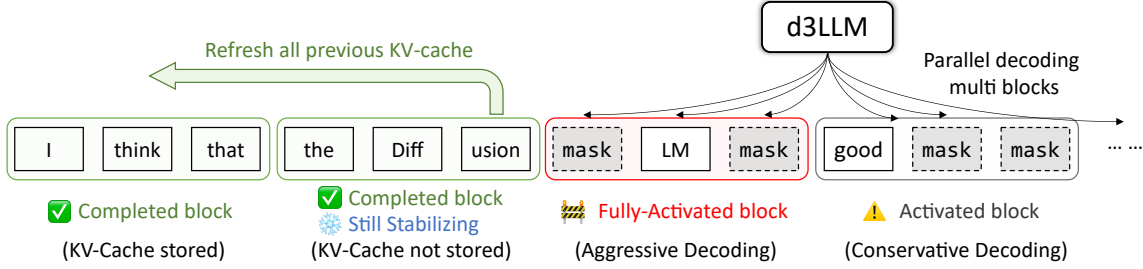 d3LLM
Refresh all previous KV-cache
Parallel decoding
multi blocks
I think that the Diff usion mask LM mask good mask mask ... ...
Completed block
Completed block
Still Stabilizing
Fully-Activated block
Activated block
(KV-Cache stored)
(KV-Cache not stored)
(Aggressive Decoding)
(Conservative Decoding)